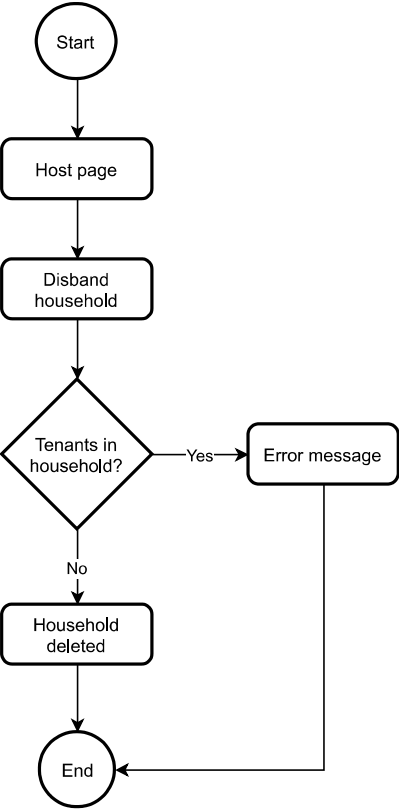 Start
Host page
Disband
household
Tenants in
household?
Yes
Error message
No
Household
deleted
End